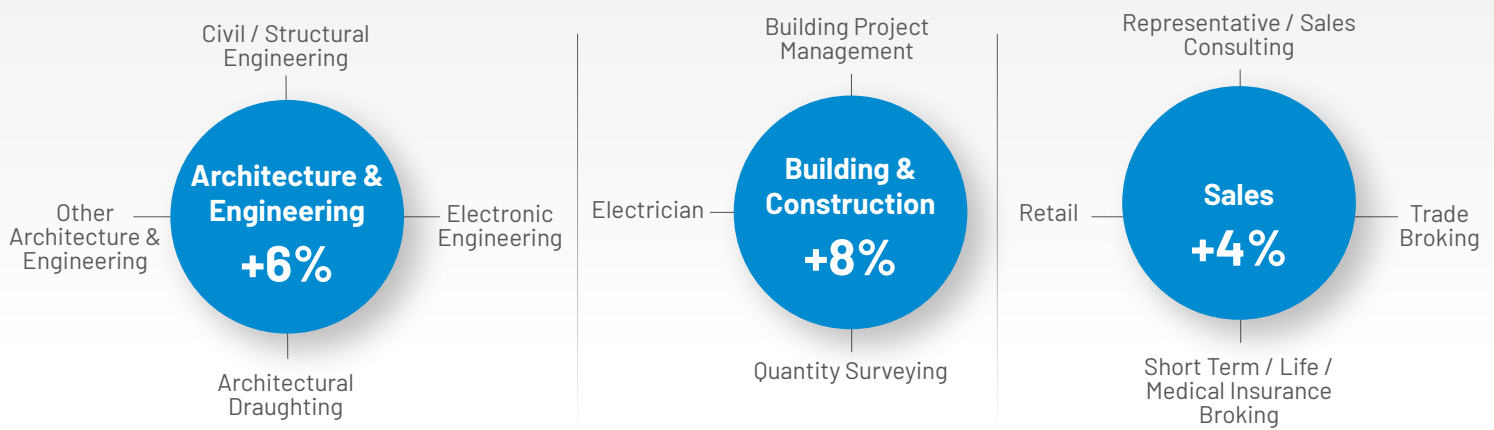 Civil / Structural
Engineering
Architecture &
Engineering
+6%
Other
Architecture &
Engineering
Electronic
Engineering
Architectural
Draughting
Building Project
Management
Building &
Construction
+8%
Electrician
Quantity Surveying
Representative / Sales
Consulting
Sales
+4%
Retail
Trade
Broking
Short Term / Life /
Medical Insurance
Broking